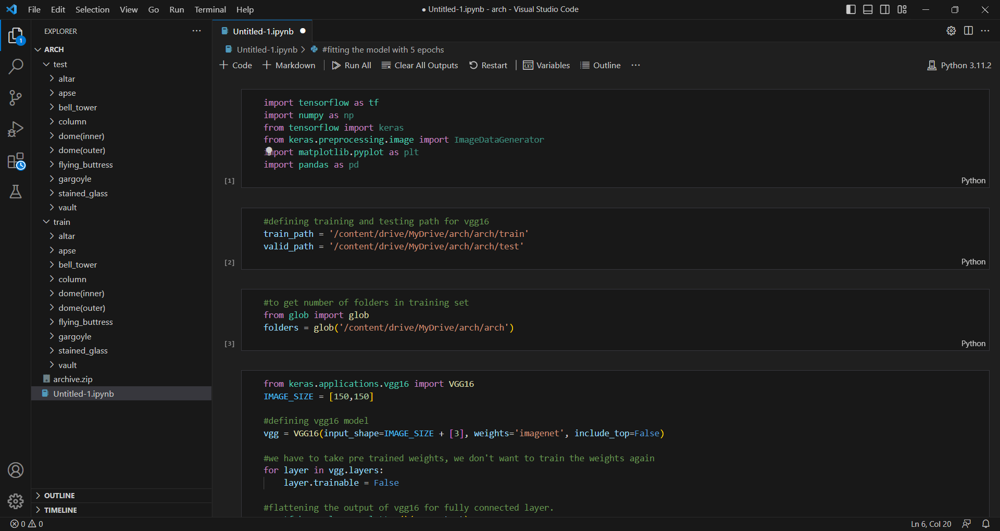 File Edit Selection View Go Run Terminal Help
● Untitled-1.ipynb - arch - Visual Studio Code
EXPLORER
ARCH
test
altar
apse
bell_tower
column
dome(inner)
dome(outer)
flying_buttress
gargoyle
stained_glass
vault
train
altar
apse
bell_tower
column
dome(inner)
dome(outer)
flying_buttress
gargoyle
stained_glass
vault
archive.zip
Untitled-1.ipynb
OUTLINE
TIMELINE
1
Untitled-1.ipynb
Untitled-1.ipynb > #fitting the model with 5 epochs
+ Code + Markdown | Run All Clear All Outputs Restart | Variables Outline ...
Python 3.11.2
import tensorflow as tf
import numpy as np
from tensorflow import keras
from keras.preprocessing.image import ImageDataGenerator
import matplotlib.pyplot as plt
import pandas as pd
[1]
Python
#defining training and testing path for vgg16
train_path = '/content/drive/MyDrive/arch/arch/train'
valid_path = '/content/drive/MyDrive/arch/arch/test'
[2]
Python
#to get number of folders in training set
from glob import glob
folders = glob('/content/drive/MyDrive/arch/arch')
[3]
Python
from keras.applications.vgg16 import VGG16
IMAGE_SIZE = [150,150]
#defining vgg16 model
vgg = VGG16(input_shape=IMAGE_SIZE + [3], weights='imagenet', include_top=False)
#we have to take pre trained weights, we don't want to train the weights again
for layer in vgg.layers:
layer.trainable = False
#flattening the output of vgg16 for fully connected layer.
0 0
Ln 6, Col 20